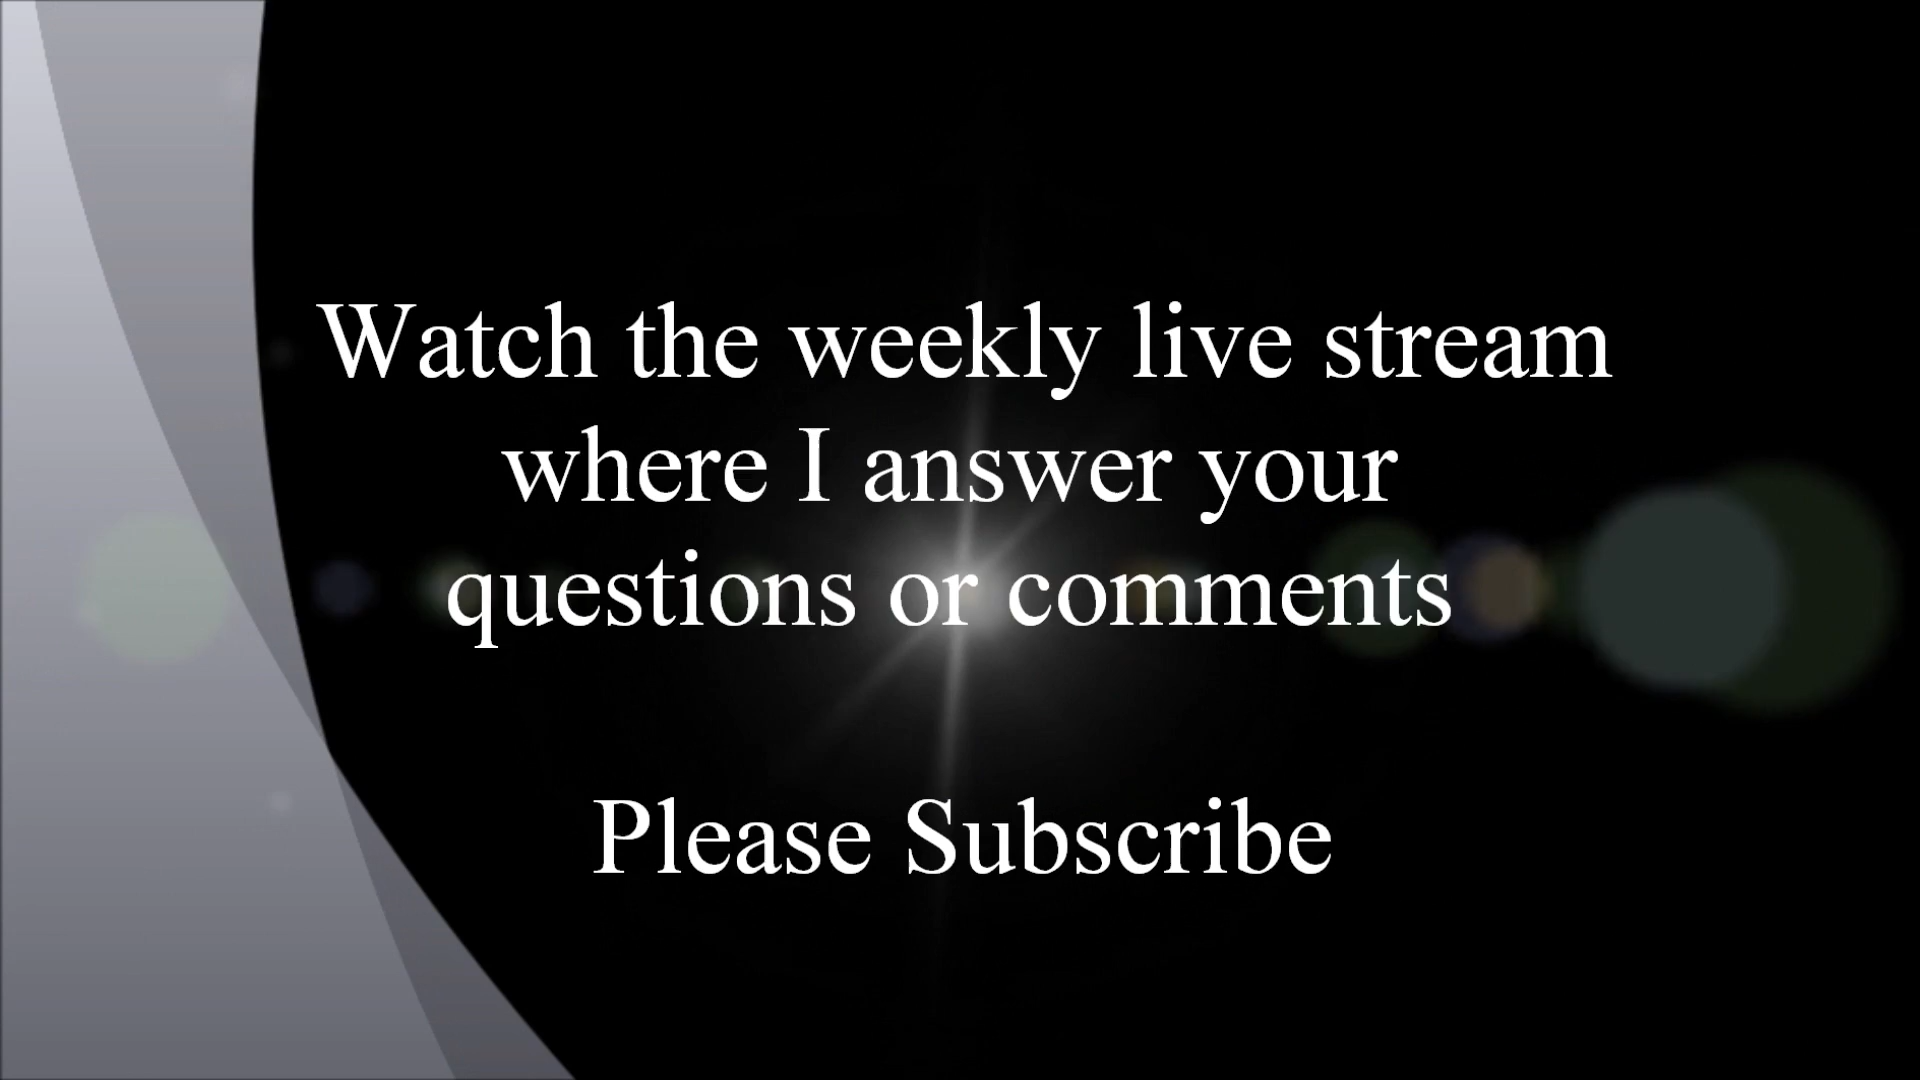 Watch the weekly live stream
where I answer your
questions or comments
Please Subscribe